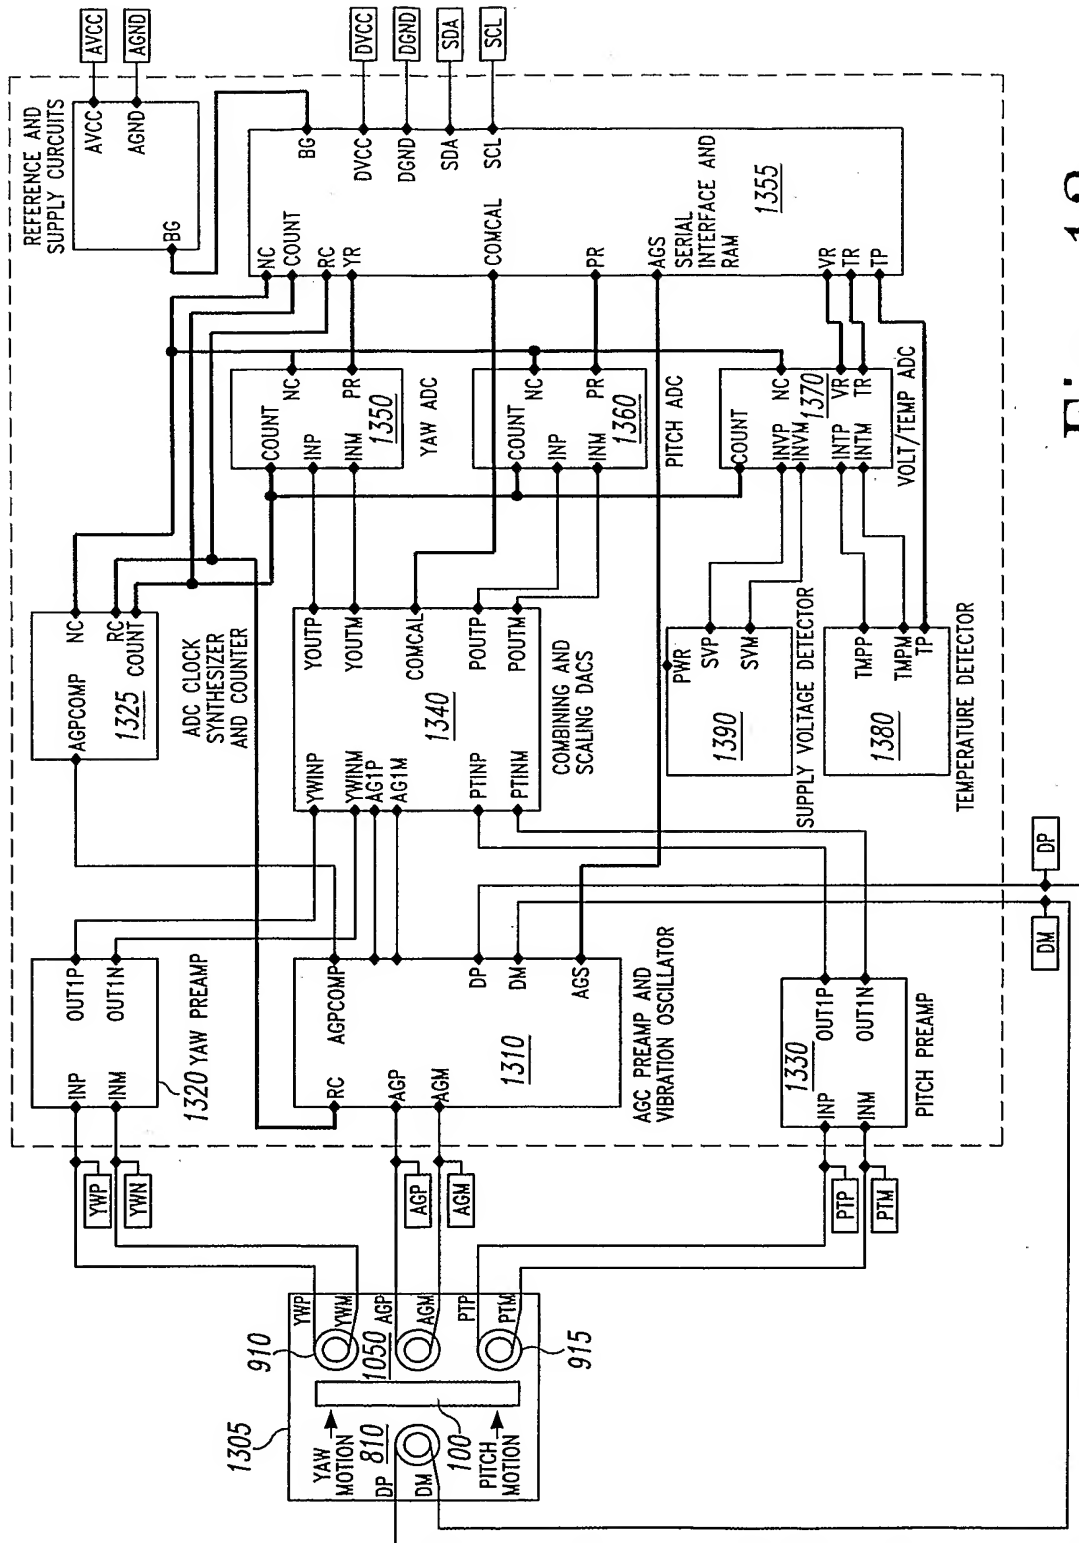 REFERENCE AND
SUPPLY CURCUITS
AVCC
AGND
BG
AVCC
AGND
DVCC
DGND
SDA
SCL
BG
DVCC
DGND
SDA
SCL
NC
COUNT
RC
YR
COMCAL
PR
AGS
VR
TR
TP
SERIAL
INTERFACE AND
RAM
1355
COUNT
NC
INP
INM
PR
1350
YAW ADC
COUNT
NC
INP
INM
PR
1360
PITCH ADC
COUNT
NC
INVP
INVM
INTP
INTM
VR
TR
1370
VOLT/TEMP ADC
AGPCOMP
NC
RC
COUNT
1325
ADC CLOCK
SYNTHESIZER
AND COUNTER
YWINP
YWINM
AG1P
AG1M
PTINP
PTINM
YOUTP
YOUTM
COMCAL
POUTP
POUTM
1340
COMBINING AND
SCALING DACS
PWR
SVP
SVM
1390
SUPPLY VOLTAGE DETECTOR
TMPP
TMPM
TP
1380
TEMPERATURE DETECTOR
INP
INM
OUT1P
OUT1N
1320 YAW PREAMP
RC
AGP
AGM
AGPCOMP
DP
DM
AGS
1310
AGC PREAMP AND
VIBRATION OSCILLATOR
INP
INM
OUT1P
OUT1N
1330
PITCH PREAMP
DP
DM
YWP
YWN
AGP
AGM
PTP
PTM
1305
YWP
YWM
AGP
AGM
PTP
PTM
910
1050
915
YAW
MOTION
810
100
PITCH
MOTION
DP
DM